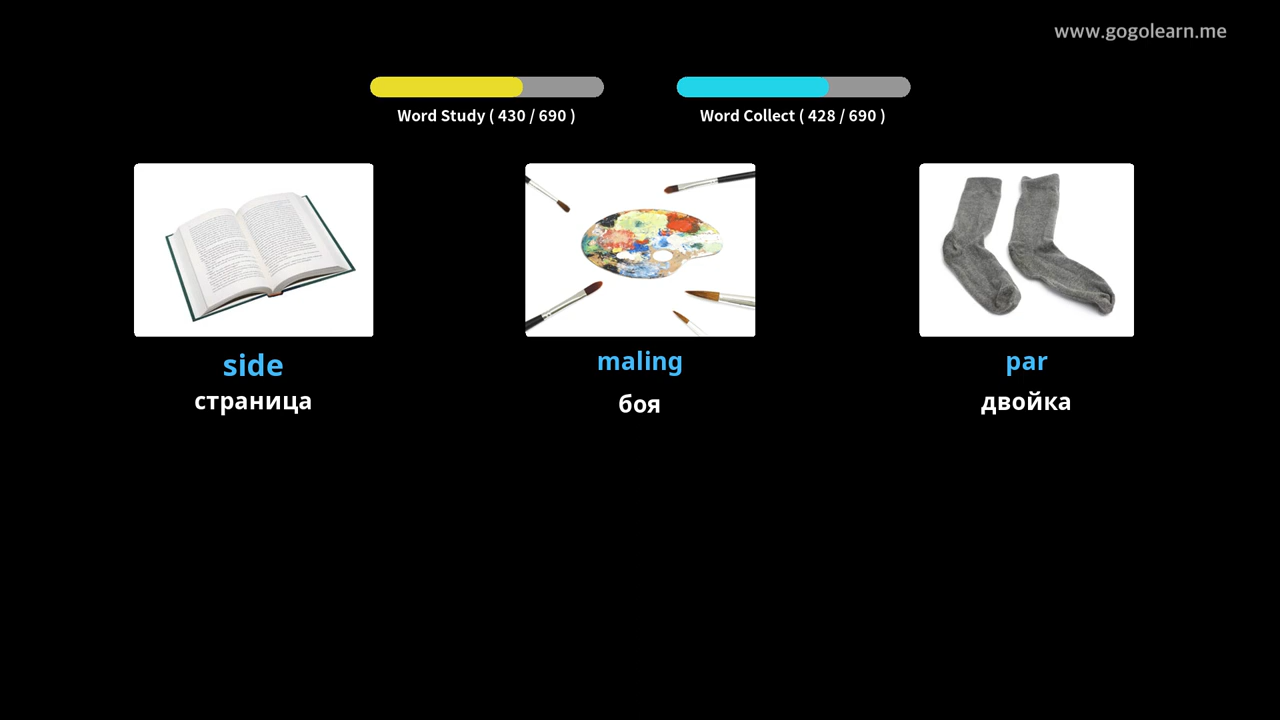 www.gogolearn.me
Word Study ( 430 / 690 )
Word Collect ( 428 / 690 )
side
maling
par
страница
боя
двойка